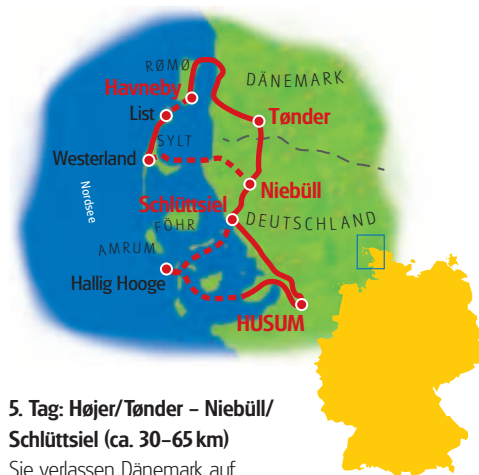 RØMØ
DÄNEMARK
Havneby
List
Tønder
SYLT
Westerland
Nordsee
Niebüll
Schlüttsiel
DEUTSCHLAND
FÖHR
AMRUM
Hallig Hooge
HUSUM
5. Tag: Højer/Tønder – Niebüll/
Schlüttsiel (ca. 30–65 km)
Sie verlassen Dänemark auf